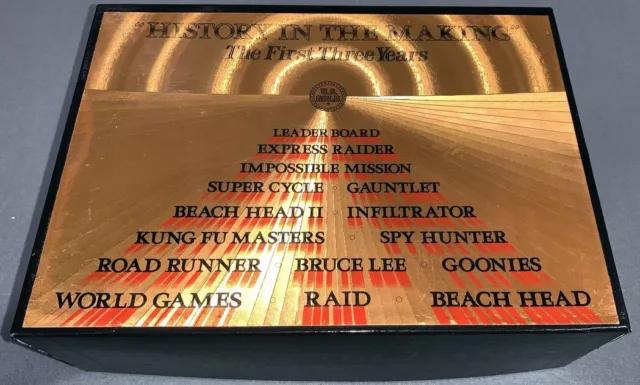 "HISTORY IN THE MAKING"
The First Three Years
U.S. GOLD
LEADER BOARD
EXPRESS RAIDER
IMPOSSIBLE MISSION
SUPER CYCLE ○ GAUNTLET
BEACH HEAD II ○ INFILTRATOR
KUNG FU MASTERS ○ SPY HUNTER
ROAD RUNNER ○ BRUCE LEE ○ GOONIES
WORLD GAMES ○ RAID ○ BEACH HEAD